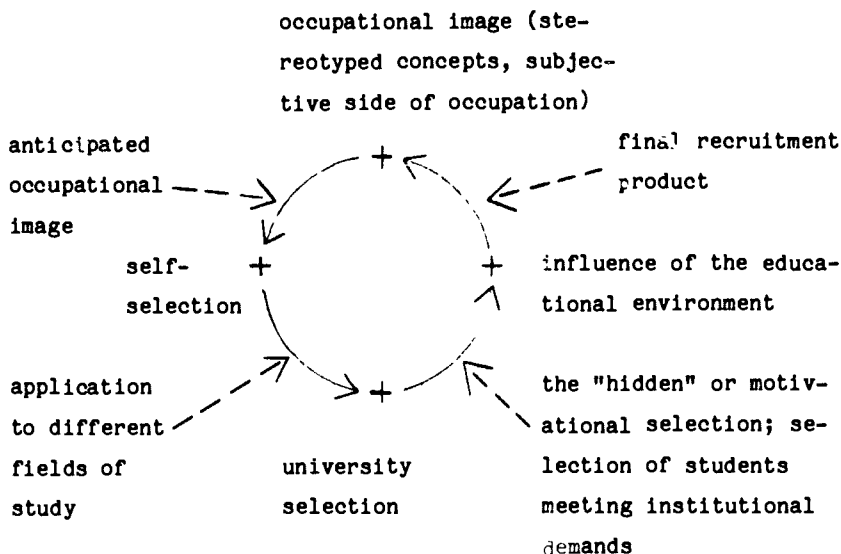 occupational image (ste-
reotyped concepts, subjec-
tive side of occupation)
anticipated
occupational
image
final recruitment
product
self-
selection
influence of the educa-
tional environment
application
to different
fields of
study
university
selection
the "hidden" or motiv-
ational selection; se-
lection of students
meeting institutional
demands